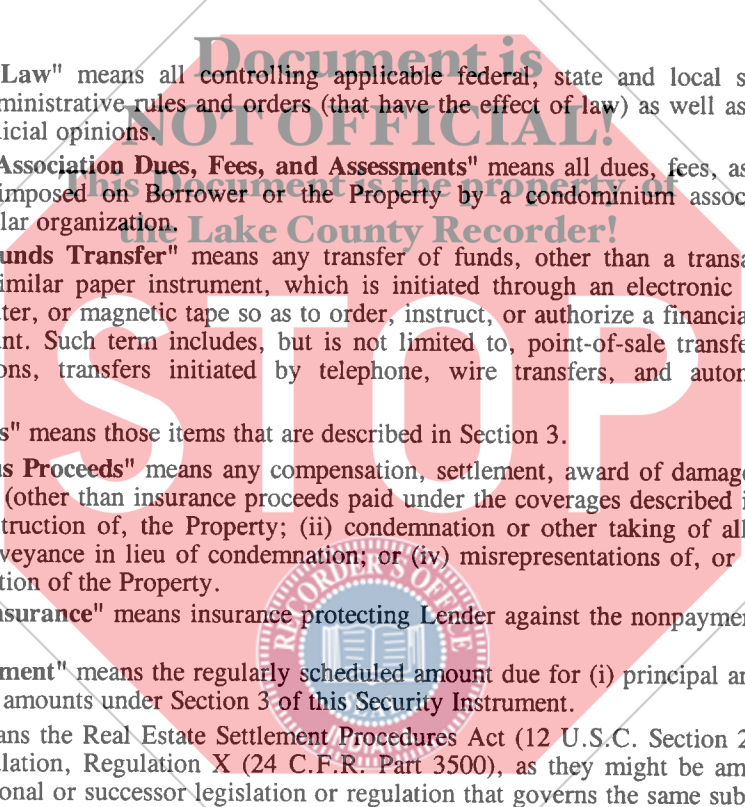 Document is
NOT OFFICIAL!
This Document is the property of
the Lake County Recorder!
STOP
Law" means all controlling applicable federal, state and local s
ministrative rules and orders (that have the effect of law) as well as
icial opinions.
Association Dues, Fees, and Assessments" means all dues, fees, as
imposed on Borrower or the Property by a condominium assoc
lar organization.
unds Transfer" means any transfer of funds, other than a transa
imilar paper instrument, which is initiated through an electronic
ter, or magnetic tape so as to order, instruct, or authorize a financia
nt. Such term includes, but is not limited to, point-of-sale transfe
ons, transfers initiated by telephone, wire transfers, and auton
s" means those items that are described in Section 3.
s Proceeds" means any compensation, settlement, award of damage
(other than insurance proceeds paid under the coverages described i
truction of, the Property; (ii) condemnation or other taking of all
veyance in lieu of condemnation; or (iv) misrepresentations of, or
tion of the Property.
nsurance" means insurance protecting Lender against the nonpaymen
ment" means the regularly scheduled amount due for (i) principal an
amounts under Section 3 of this Security Instrument.
ans the Real Estate Settlement Procedures Act (12 U.S.C. Section 2
ulation, Regulation X (24 C.F.R. Part 3500), as they might be am
onal or successor legislation or regulation that governs the same sub
RECORDER'S OFFICE
SEAL
INDIANA